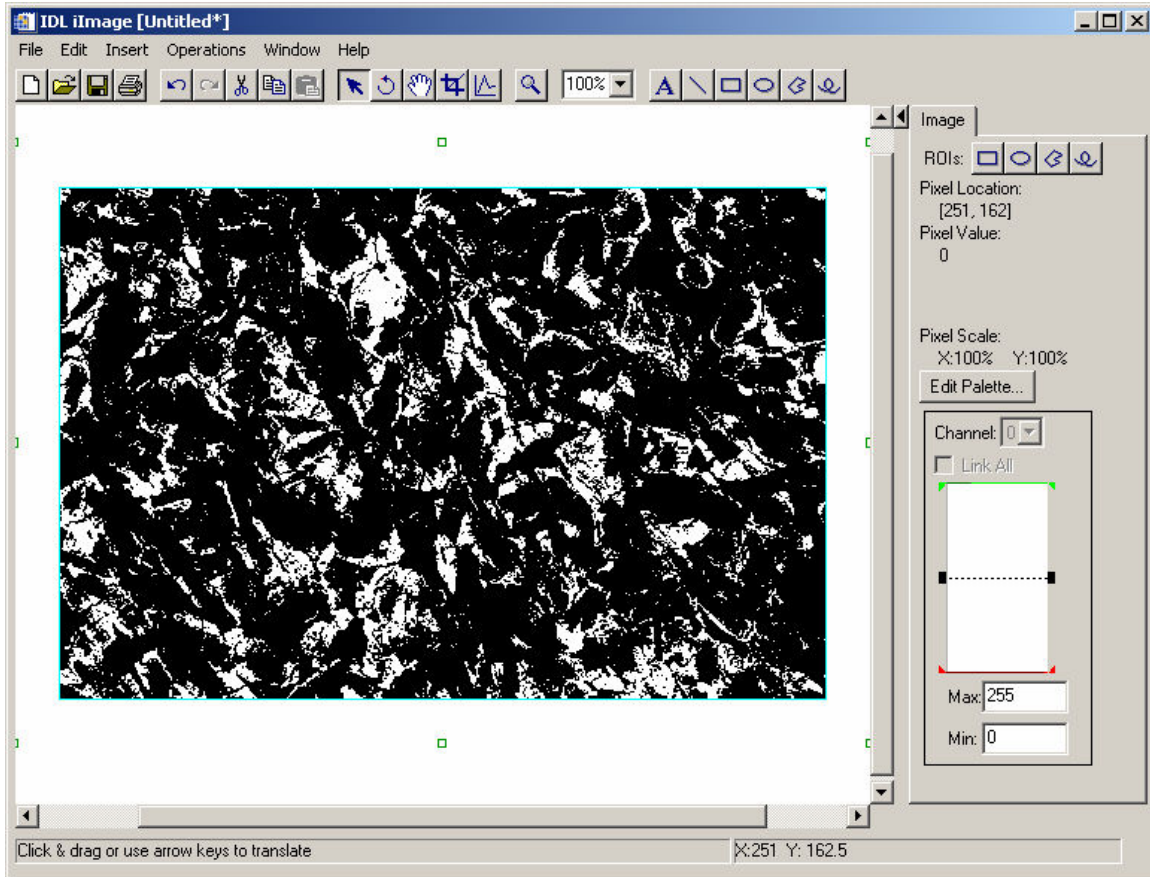 IDL iImage [Untitled*]
File Edit Insert Operations Window Help
100% A
Image
ROIs:
Pixel Location:
[251, 162]
Pixel Value:
0
Pixel Scale:
X:100% Y:100%
Edit Palette...
Channel: 0
Link All
Max: 255
Min: 0
Click & drag or use arrow keys to translate
X:251 Y: 162.5